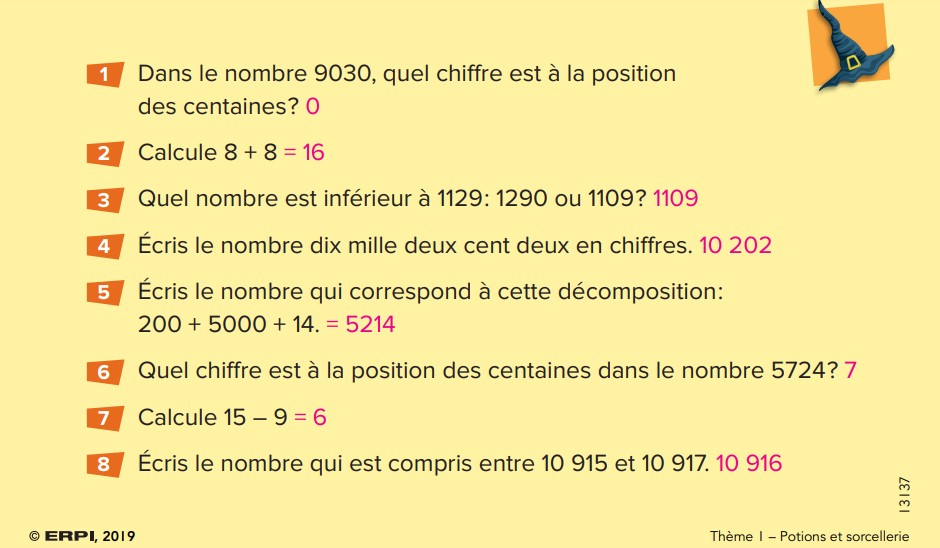 1 Dans le nombre 9030, quel chiffre est à la position
des centaines? 0
2 Calcule 8 + 8 = 16
3 Quel nombre est inférieur à 1129: 1290 ou 1109? 1109
4 Écris le nombre dix mille deux cent deux en chiffres. 10 202
5 Écris le nombre qui correspond à cette décomposition:
200 + 5000 + 14. = 5214
6 Quel chiffre est à la position des centaines dans le nombre 5724? 7
7 Calcule 15 – 9 = 6
8 Écris le nombre qui est compris entre 10 915 et 10 917. 10 916
13137
© ERPI, 2019
Thème 1 – Potions et sorcellerie